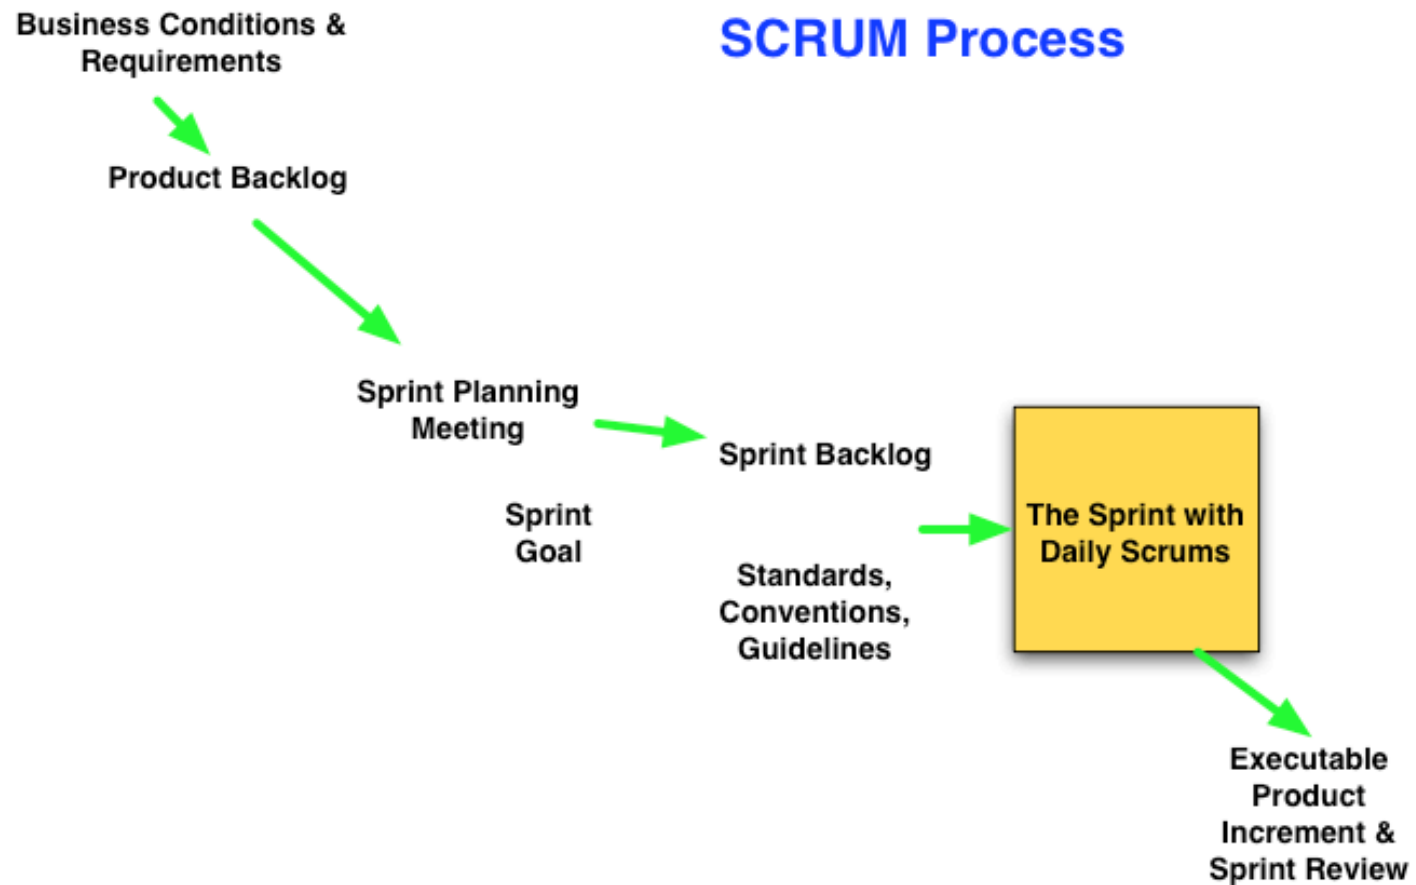 SCRUM Process
Business Conditions &
Requirements
Product Backlog
Sprint Planning
Meeting
Sprint Backlog
Sprint
Goal
The Sprint with
Daily Scrums
Standards,
Conventions,
Guidelines
Executable
Product
Increment &
Sprint Review